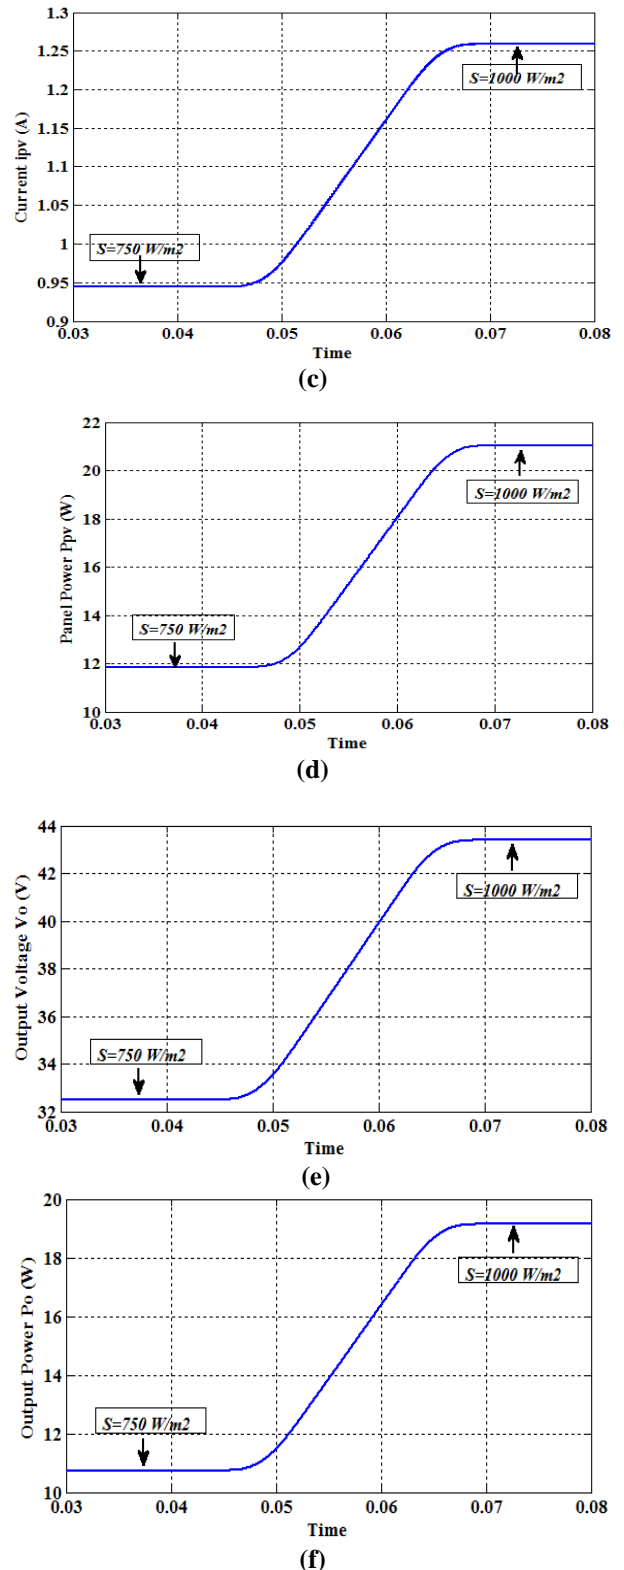 1.3
1.25
1.2
1.15
1.1
1.05
1
0.95
0.9
Current ipv (A)
S=1000 W/m2
S=750 W/m2
0.03 0.04 0.05 0.06 0.07 0.08
Time
(c)
22
20
18
16
14
12
10
Panel Power Ppv (W)
S=1000 W/m2
S=750 W/m2
0.03 0.04 0.05 0.06 0.07 0.08
Time
(d)
44
42
40
38
36
34
32
Output Voltage Vo (V)
S=1000 W/m2
S=750 W/m2
0.03 0.04 0.05 0.06 0.07 0.08
Time
(e)
20
18
16
14
12
10
Output Power Po (W)
S=1000 W/m2
S=750 W/m2
0.03 0.04 0.05 0.06 0.07 0.08
Time
(f)